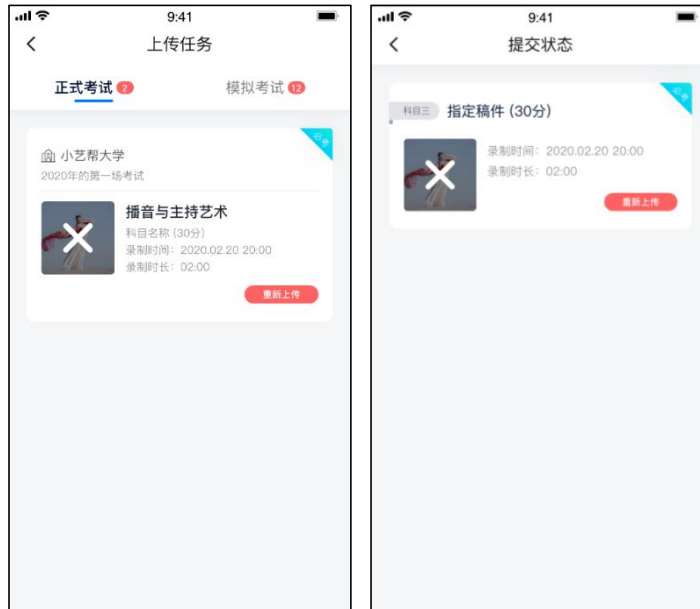 9:41
上传任务
正式考试 2
模拟考试 12
必考
小艺帮大学
2020年的第一场考试
播音与主持艺术
科目名称 (30分)
录制时间：2020.02.20 20:00
录制时长：02:00
重新上传
9:41
提交状态
必考
科目三 指定稿件 (30分)
录制时间：2020.02.20 20:00
录制时长：02:00
重新上传